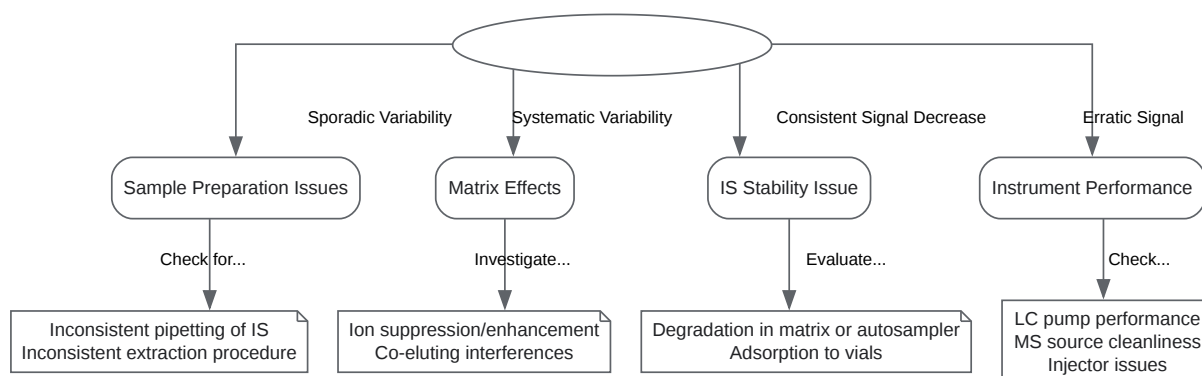 Sporadic Variability
Systematic Variability
Consistent Signal Decrease
Erratic Signal
Sample Preparation Issues
Matrix Effects
IS Stability Issue
Instrument Performance
Check for...
Investigate...
Evaluate...
Check...
Inconsistent pipetting of IS
Inconsistent extraction procedure
Ion suppression/enhancement
Co-eluting interferences
Degradation in matrix or autosampler
Adsorption to vials
LC pump performance
MS source cleanliness
Injector issues